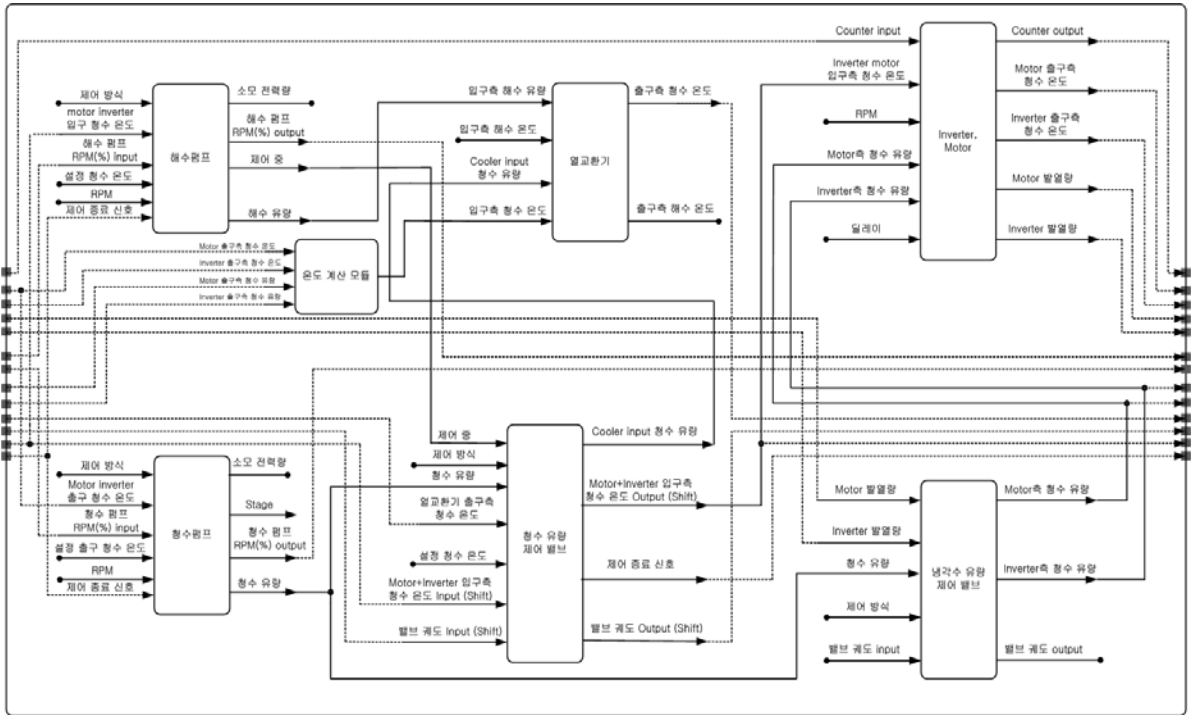 제어 방식
motor inverter
입구 청수 온도
해수 펌프
RPM(%) input
설정 청수 온도
RPM
제어 종료 신호
해수펌프
소모 전력량
해수 펌프
RPM(%) output
제어 중
해수 유량
Motor 출구측 청수 온도
Inverter 출구측 청수 온도
Motor 출구측 청수 유량
Inverter 출구측 청수 유량
온도 계산 모듈
입구측 해수 유량
입구측 해수 온도
Cooler input
청수 유량
입구측 청수 온도
열교환기
출구측 청수 온도
출구측 해수 온도
Counter input
Inverter motor
입구측 청수 온도
RPM
Motor측 청수 유량
Inverter측 청수 유량
딜레이
Inverter,
Motor
Counter output
Motor 출구측
청수 온도
Inverter 출구측
청수 온도
Motor 발열량
Inverter 발열량
제어 방식
Motor inverter
출구 청수 온도
청수 펌프
RPM(%) input
설정 출구 청수 온도
RPM
제어 종료 신호
청수펌프
소모 전력량
Stage
청수 펌프
RPM(%) output
청수 유량
제어 중
제어 방식
청수 유량
열교환기 출구측
청수 온도
설정 청수 온도
Motor+Inverter 입구측
청수 온도 Input (Shift)
밸브 궤도 Input (Shift)
청수 유량
제어 밸브
Cooler input 청수 유량
Motor+Inverter 입구측
청수 온도 Output (Shift)
제어 종료 신호
밸브 궤도 Output (Shift)
Motor 발열량
Inverter 발열량
청수 유량
제어 방식
밸브 궤도 input
냉각수 유량
제어 밸브
Motor측 청수 유량
Inverter측 청수 유량
밸브 궤도 output